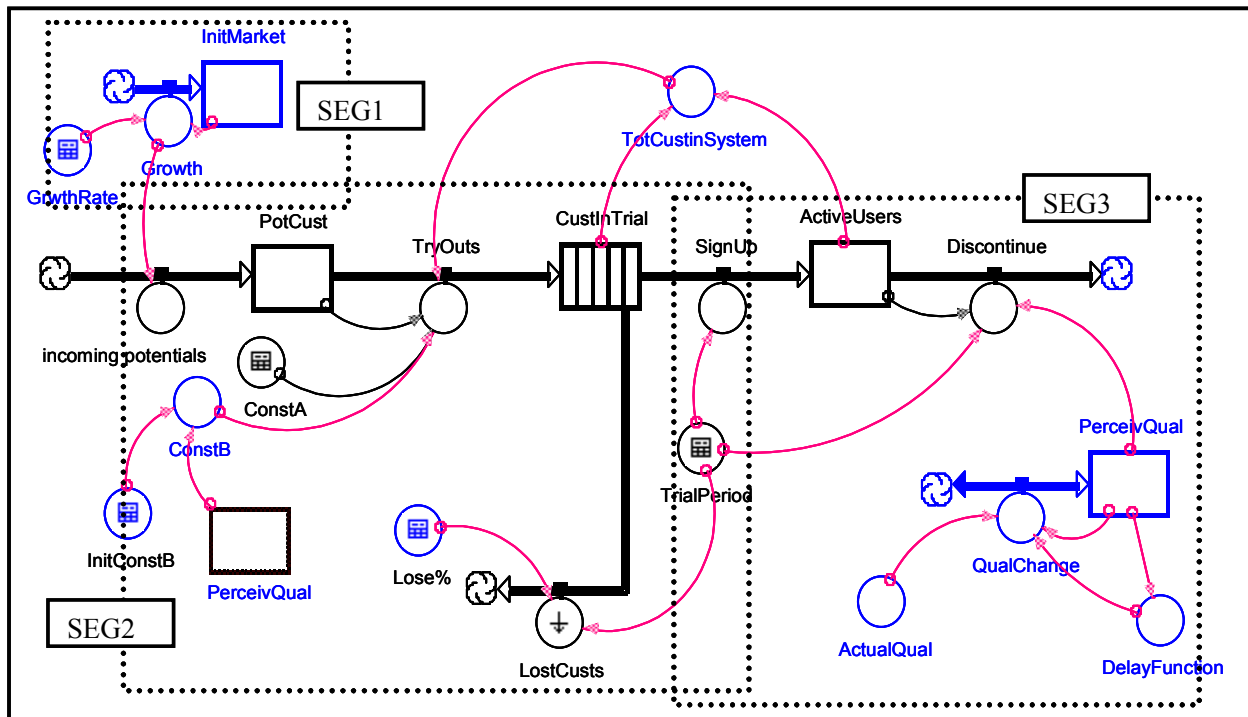 InitMarket
SEG1
GrwthRate
Growth
TotCustinSystem
SEG3
PotCust
TryOuts
CustInTrial
SignUp
ActiveUsers
Discontinue
incoming potentials
ConstA
ConstB
PerceivQual
TrialPeriod
InitConstB
PerceivQual
Lose%
QualChange
SEG2
LostCusts
ActualQual
DelayFunction